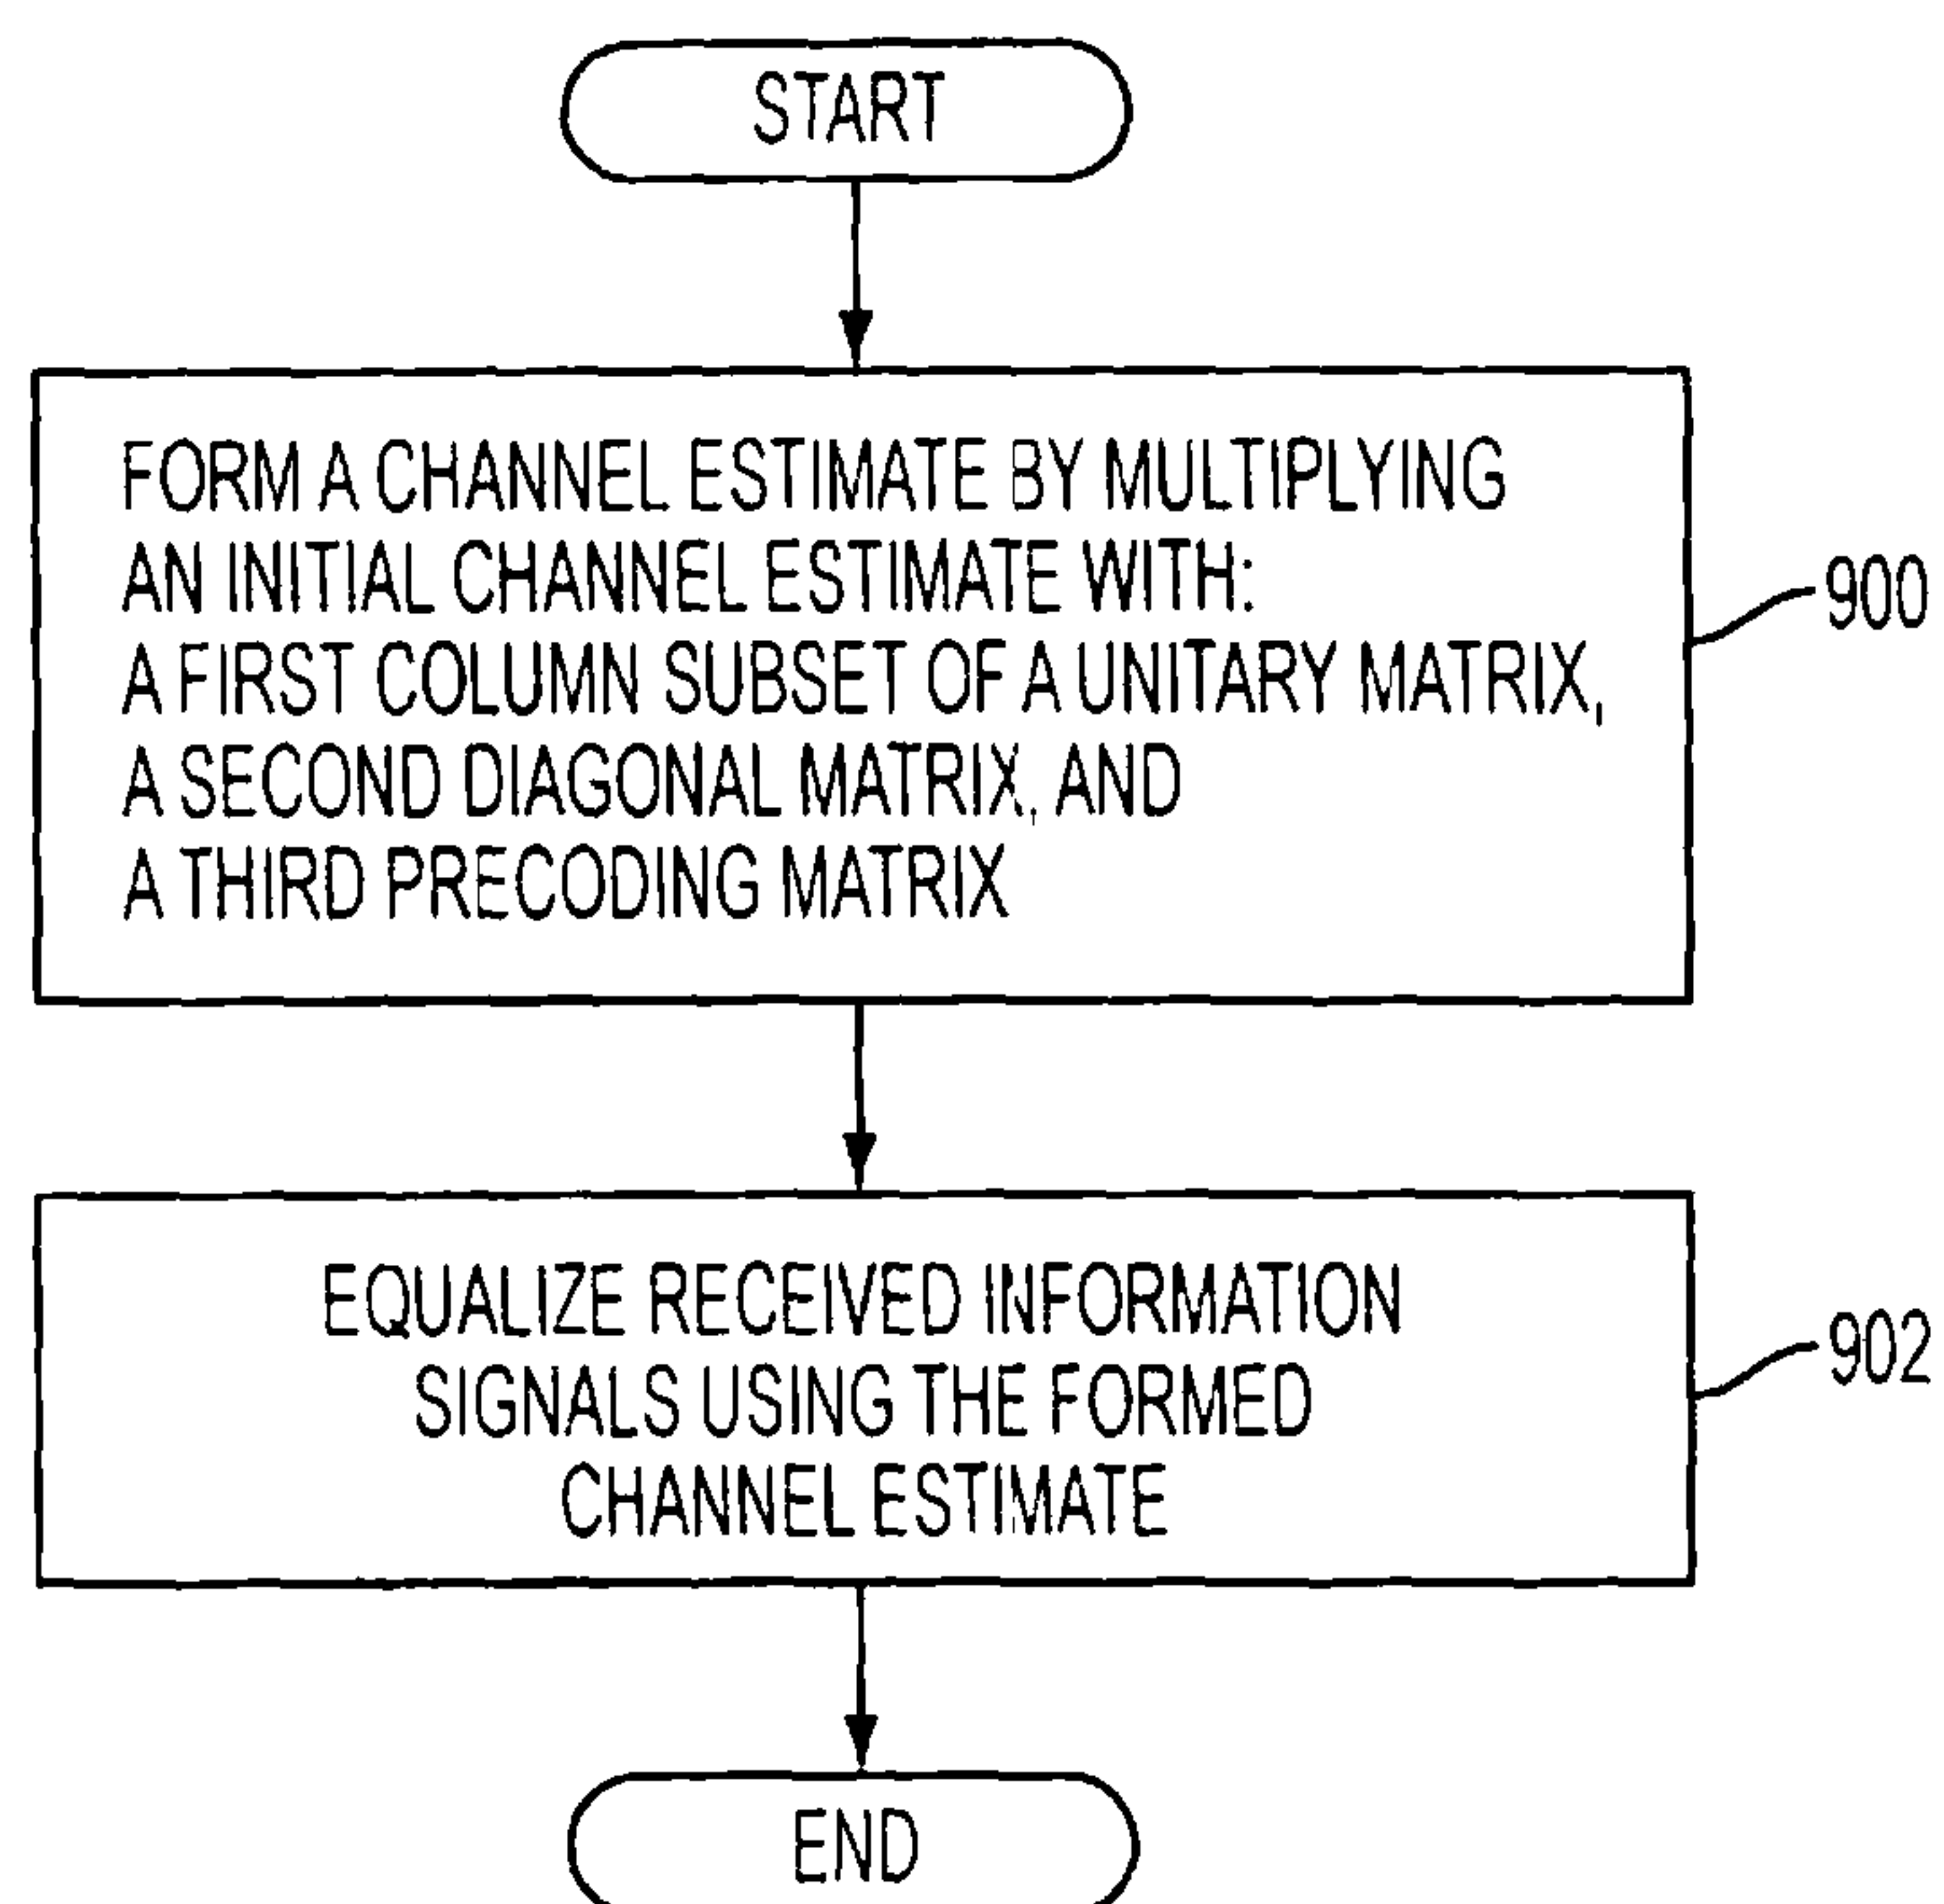 START
FORM A CHANNEL ESTIMATE BY MULTIPLYING
AN INITIAL CHANNEL ESTIMATE WITH:
A FIRST COLUMN SUBSET OF A UNITARY MATRIX,
A SECOND DIAGONAL MATRIX, AND
A THIRD PRECODING MATRIX
900
EQUALIZE RECEIVED INFORMATION
SIGNALS USING THE FORMED
CHANNEL ESTIMATE
902
END